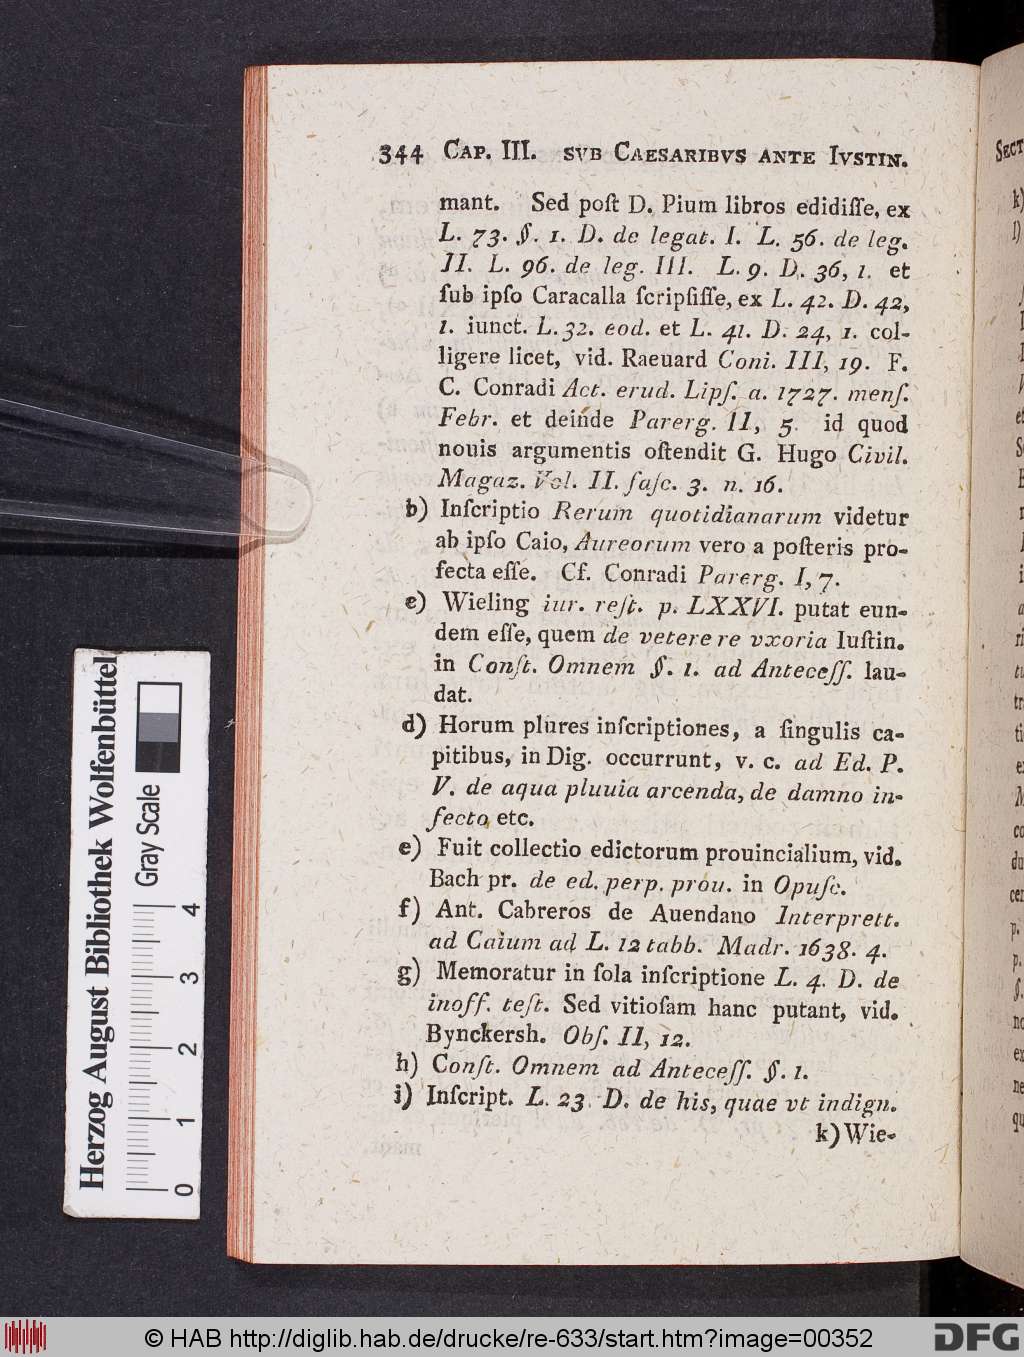 344 CAP. III. SVB CAESARIBVS ANTE IVSTIN.
mant. Sed poſt D. Pium libros edidiſſe, ex
L. 73. §. 1. D. de legat. I. L. 56. de leg.
II. L. 96. de leg. III. L. 9. D. 36, 1. et
ſub ipſo Caracalla ſcripſiſſe, ex L. 42. D. 42,
1. iunct. L. 32. eod. et L. 41. D. 24, 1. col-
ligere licet, vid. Raeuard Coni. III, 19. F.
C. Conradi Act. erud. Lipſ. a. 1727. menſ.
Febr. et deinde Parerg. II, 5. id quod
nouis argumentis oſtendit G. Hugo Civil.
Magaz. Vol. II. faſc. 3. n. 16.
b) Inſcriptio Rerum quotidianarum videtur
ab ipſo Caio, Aureorum vero a poſteris pro-
fecta eſſe. Cf. Conradi Parerg. I, 7.
c) Wieling iur. reſt. p. LXXVI. putat eun-
dem eſſe, quem de vetere re vxoria Iuſtin.
in Conſt. Omnem §. 1. ad Anteceſſ. lau-
dat.
d) Horum plures inſcriptiones, a ſingulis ca-
pitibus, in Dig. occurrunt, v. c. ad Ed. P.
V. de aqua pluuia arcenda, de damno in-
fecto etc.
e) Fuit collectio edictorum prouincialium, vid.
Bach pr. de ed. perp. prou. in Opuſc.
f) Ant. Cabreros de Auendano Interprett.
ad Caium ad L. 12 tabb. Madr. 1638. 4.
g) Memoratur in ſola inſcriptione L. 4. D. de
inoff. teſt. Sed vitioſam hanc putant, vid.
Bynckersh. Obſ. II, 12.
h) Conſt. Omnem ad Anteceſſ. §. 1.
i) Inſcript. L. 23. D. de his, quae vt indign.
k) Wie-
SECT
k)
l)
Herzog August Bibliothek Wolfenbüttel
Gray Scale
0 1 2 3 4
© HAB http://diglib.hab.de/drucke/re-633/start.htm?image=00352
DFG